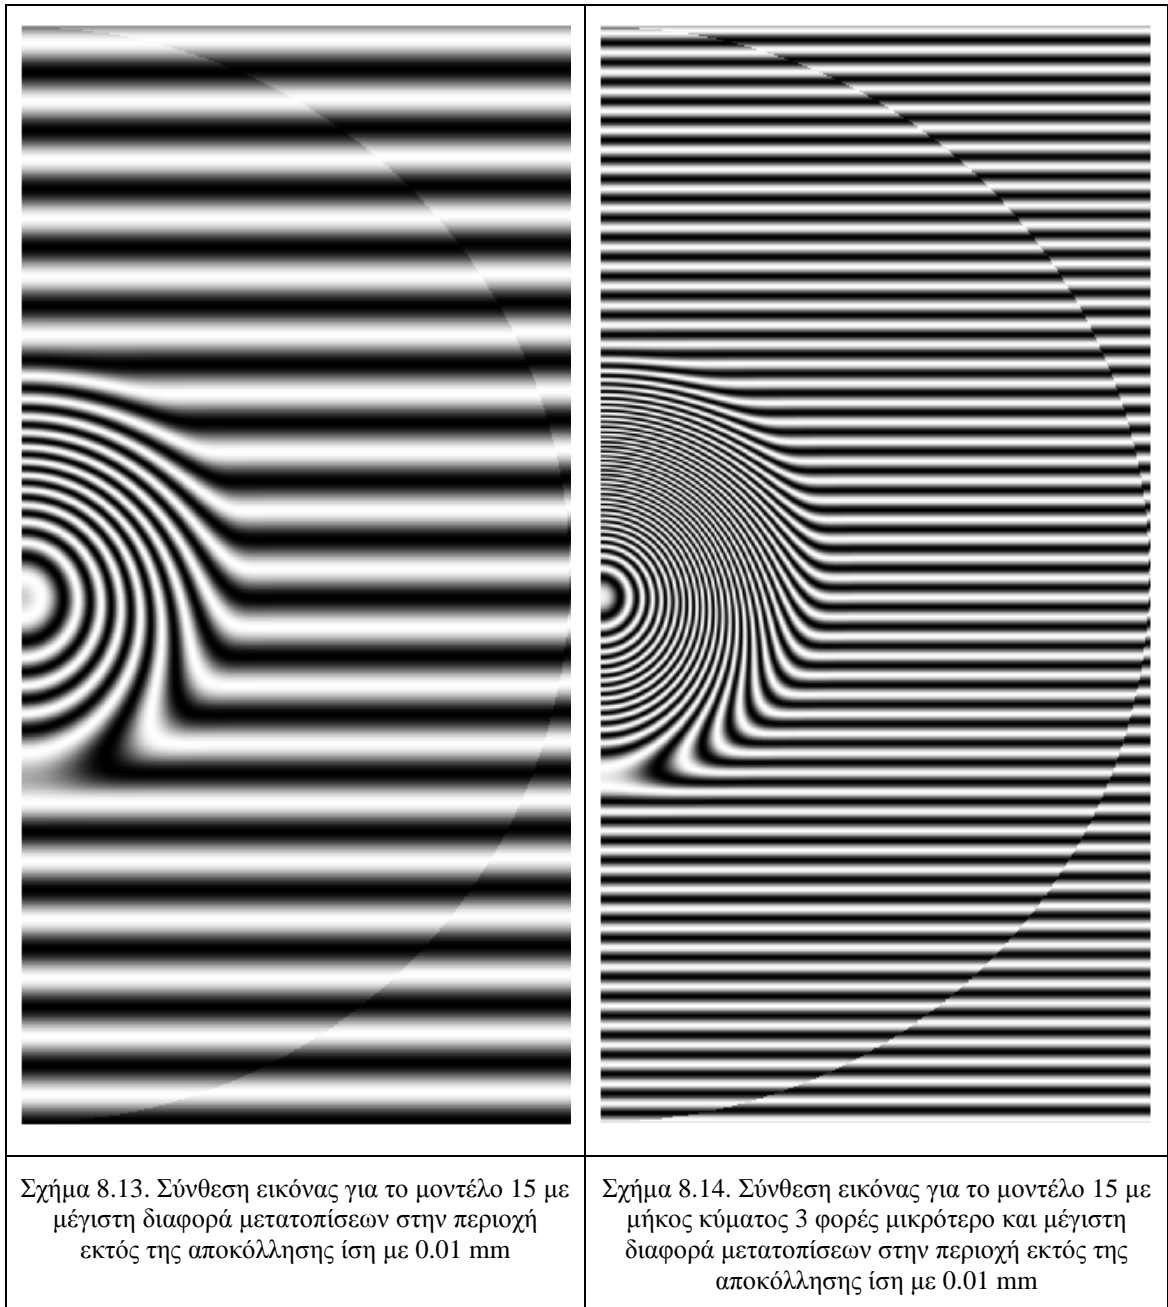 Σχήμα 8.13. Σύνθεση εικόνας για το μοντέλο 15 με
μέγιστη διαφορά μετατοπίσεων στην περιοχή
εκτός της αποκόλλησης ίση με 0.01 mm
Σχήμα 8.14. Σύνθεση εικόνας για το μοντέλο 15 με
μήκος κύματος 3 φορές μικρότερο και μέγιστη
διαφορά μετατοπίσεων στην περιοχή εκτός της
αποκόλλησης ίση με 0.01 mm